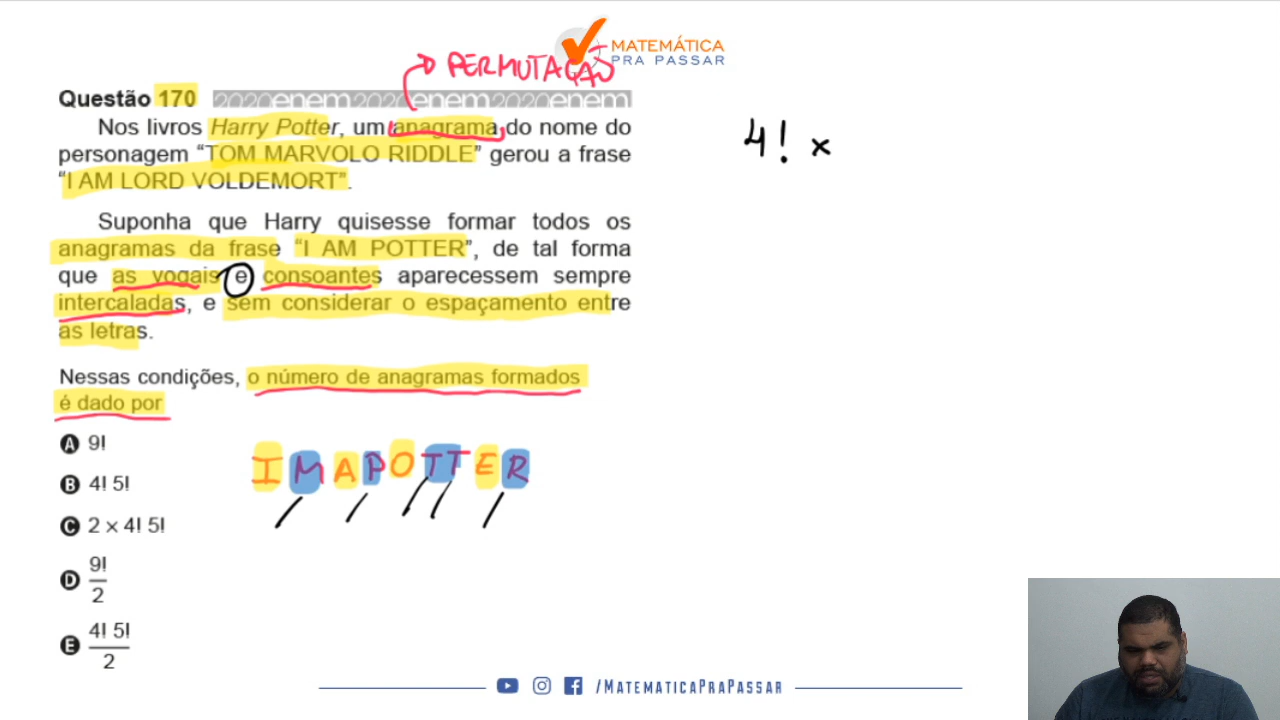 MATEMÁTICA
PRA PASSAR
PERMUTAÇÃO
Questão 170 2020enem2020enem2020enem
Nos livros Harry Potter, um anagrama do nome do
personagem “TOM MARVOLO RIDDLE” gerou a frase
“I AM LORD VOLDEMORT”.
4! ×
Suponha que Harry quisesse formar todos os
anagramas da frase “I AM POTTER”, de tal forma
que as vogais e consoantes aparecessem sempre
intercaladas, e sem considerar o espaçamento entre
as letras.
Nessas condições, o número de anagramas formados
é dado por
A 9!
B 4! 5!
C 2 × 4! 5!
D 9!
2
E 4! 5!
2
I M A P O T T E R
/MATEMATICAPRAPASSAR